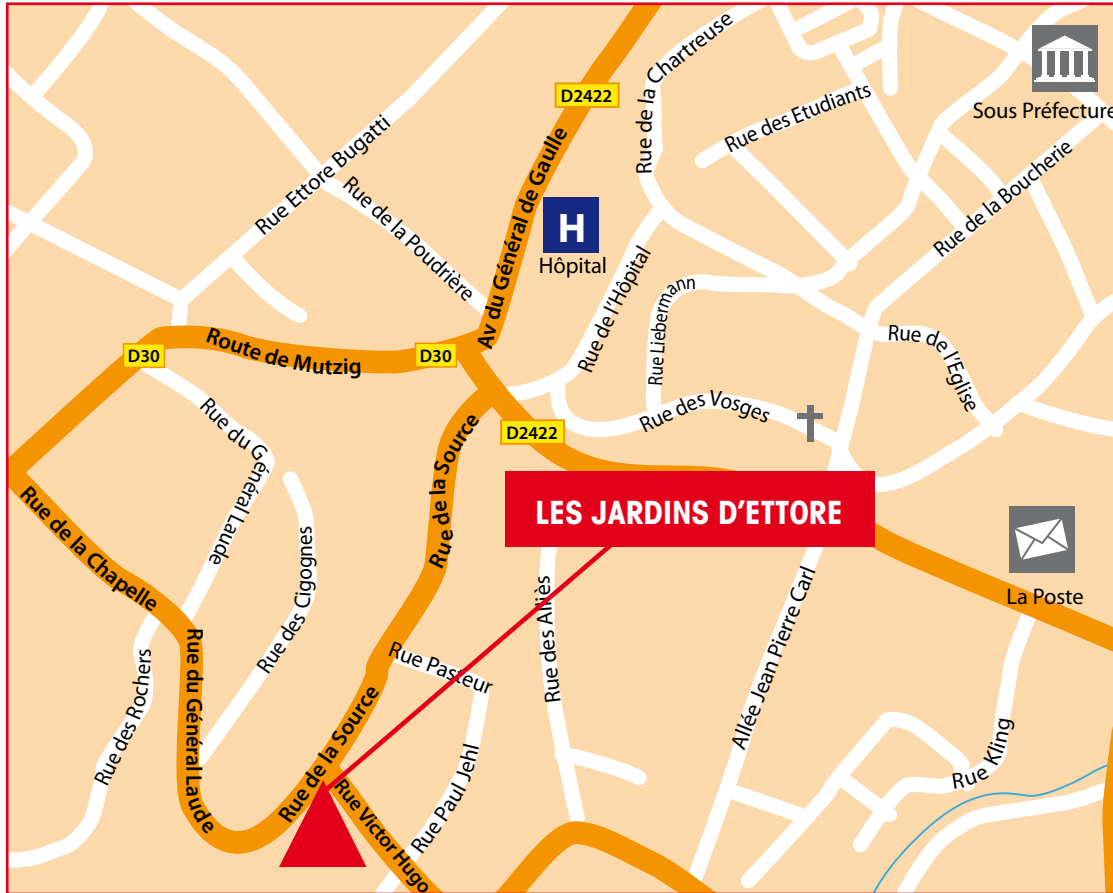 D2422
Rue de la Chartreuse
Rue des Etudiants
Sous Préfecture
Rue Ettore Bugatti
Rue de la Poudrière
Av du Général de Gaulle
H
Hôpital
Rue de l'Hôpital
Rue Liebermann
Rue de la Boucherie
D30
Route de Mutzig
D30
Rue de l'Eglise
Rue des Vosges
D2422
Rue du Général Laude
Rue de la Source
LES JARDINS D'ETTORE
Rue de la Chapelle
Rue des Cigognes
La Poste
Rue des Alliés
Allée Jean Pierre Carl
Rue Pasteur
Rue des Rochers
Rue du Général Laude
Rue de la Source
Rue Paul Jehl
Rue Victor Hugo
Rue Kling